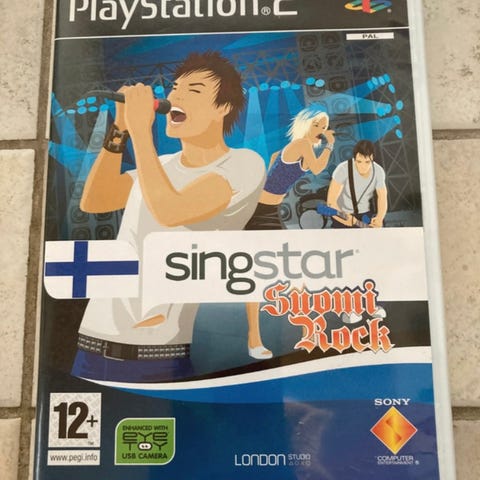 PlayStation®2
PAL
singstar®
Suomi
Rock
12+
www.pegi.info
ENHANCED WITH
EYE
TOY
USB CAMERA
LONDON STUDIO
SONY
COMPUTER
ENTERTAINMENT®